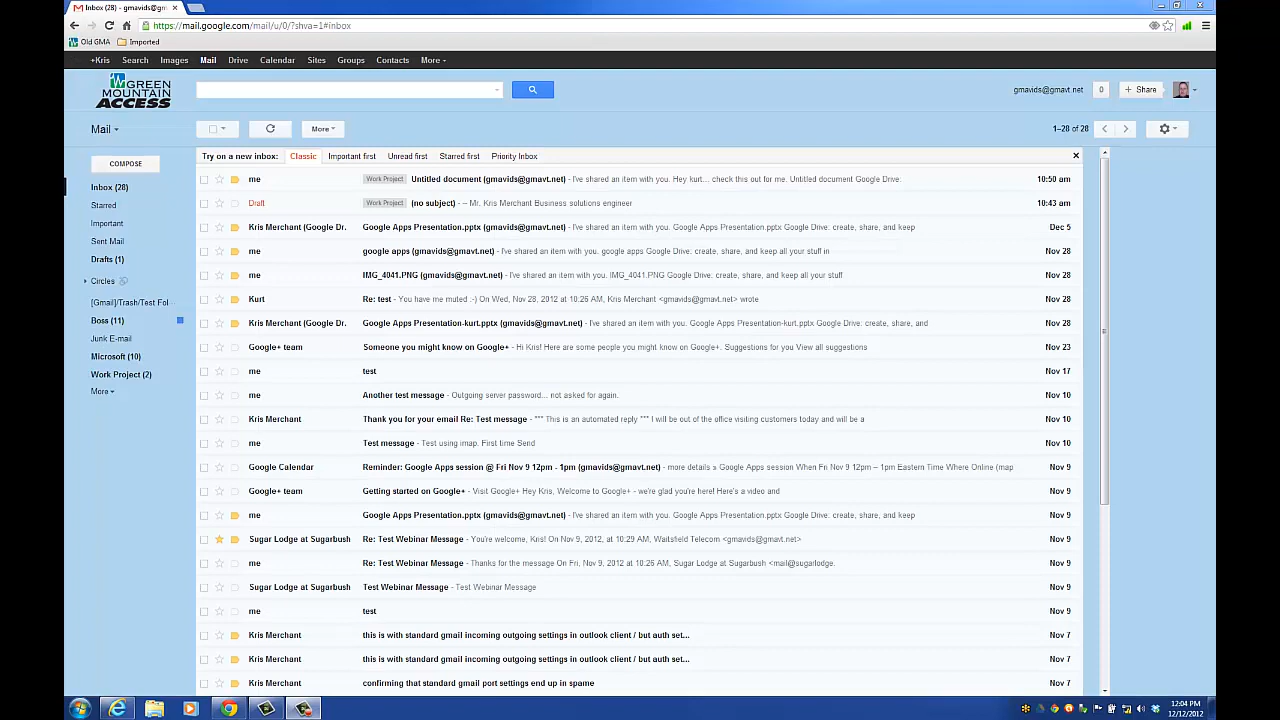 Inbox (28) - gmavids@gm
https://mail.google.com/mail/u/0/?shva=1#inbox
Old GMA Imported
+Kris Search Images Mail Drive Calendar Sites Groups Contacts More
GREEN MOUNTAIN ACCESS
gmavids@gmavt.net 0 + Share
Mail More 1–28 of 28
COMPOSE
Inbox (28)
Starred
Important
Sent Mail
Drafts (1)
Circles
[Gmail]/Trash/Test Fol...
Boss (11)
Junk E-mail
Microsoft (10)
Work Project (2)
More
Try on a new inbox: Classic Important first Unread first Starred first Priority Inbox x
me Work Project Untitled document (gmavids@gmavt.net) - I've shared an item with you. Hey kurt... check this out for me. Untitled document Google Drive: 10:50 am
Draft Work Project (no subject) - -- Mr. Kris Merchant Business solutions engineer 10:43 am
Kris Merchant (Google Dr. Google Apps Presentation.pptx (gmavids@gmavt.net) - I've shared an item with you. Google Apps Presentation.pptx Google Drive: create, share, and keep Dec 5
me google apps (gmavids@gmavt.net) - I've shared an item with you. google apps Google Drive: create, share, and keep all your stuff in Nov 28
me IMG_4041.PNG (gmavids@gmavt.net) - I've shared an item with you. IMG_4041.PNG Google Drive: create, share, and keep all your stuff Nov 28
Kurt Re: test - You have me muted :-) On Wed, Nov 28, 2012 at 10:26 AM, Kris Merchant <gmavids@gmavt.net> wrote Nov 28
Kris Merchant (Google Dr. Google Apps Presentation-kurt.pptx (gmavids@gmavt.net) - I've shared an item with you. Google Apps Presentation-kurt.pptx Google Drive: create, share, and Nov 28
Google+ team Someone you might know on Google+ - Hi Kris! Here are some people you might know on Google+. Suggestions for you View all suggestions Nov 23
me test Nov 17
me Another test message - Outgoing server password... not asked for again. Nov 10
Kris Merchant Thank you for your email Re: Test message - *** This is an automated reply *** I will be out of the office visiting customers today and will be a Nov 10
me Test message - Test using imap. First time Send Nov 10
Google Calendar Reminder: Google Apps session @ Fri Nov 9 12pm - 1pm (gmavids@gmavt.net) - more details » Google Apps session When Fri Nov 9 12pm – 1pm Eastern Time Where Online (map Nov 9
Google+ team Getting started on Google+ - Visit Google+ Hey Kris, Welcome to Google+ - we're glad you're here! Here's a video and Nov 9
me Google Apps Presentation.pptx (gmavids@gmavt.net) - I've shared an item with you. Google Apps Presentation.pptx Google Drive: create, share, and keep Nov 9
Sugar Lodge at Sugarbush Re: Test Webinar Message - You're welcome, Kris! On Nov 9, 2012, at 10:29 AM, Waitsfield Telecom <gmavids@gmavt.net> Nov 9
me Re: Test Webinar Message - Thanks for the message On Fri, Nov 9, 2012 at 10:26 AM, Sugar Lodge at Sugarbush <mail@sugarlodge. Nov 9
Sugar Lodge at Sugarbush Test Webinar Message - Test Webinar Message Nov 9
me test Nov 9
Kris Merchant this is with standard gmail incoming outgoing settings in outlook client / but auth set... Nov 7
Kris Merchant this is with standard gmail incoming outgoing settings in outlook client / but auth set... Nov 7
Kris Merchant confirming that standard gmail port settings end up in spame Nov 7
12:04 PM
12/12/2012